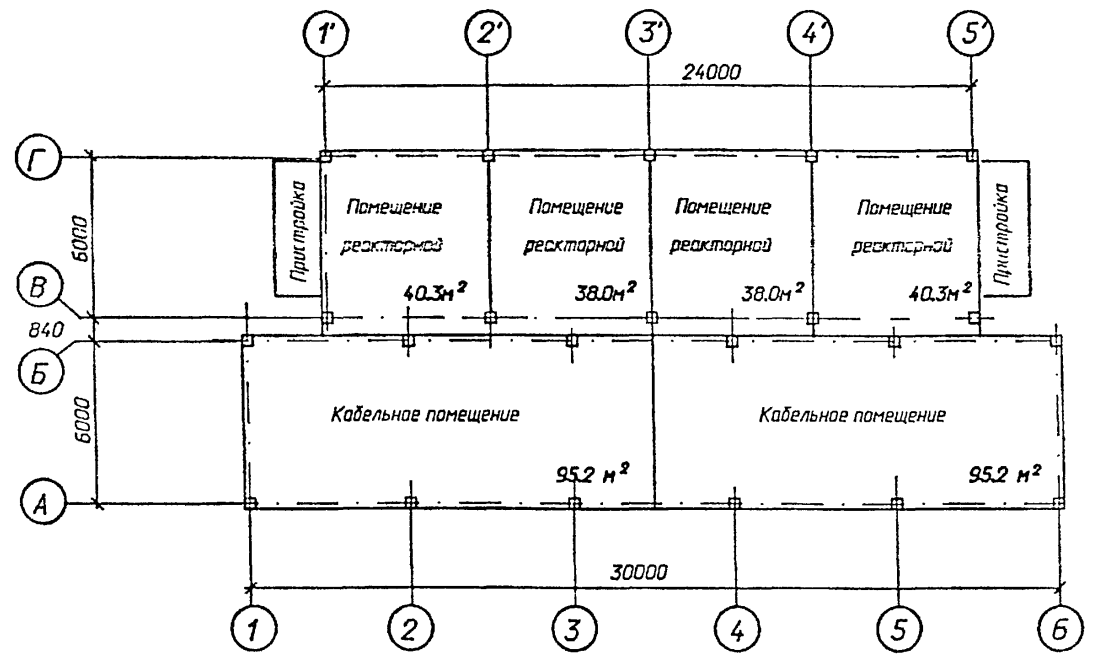 1' 2' 3' 4' 5'
24000
Г
Пристройка
Помещение
реакторной
40.3м²
Помещение
реакторной
38.0м²
Помещение
реакторной
38.0м²
Помещение
реакторной
40.3м²
Пристройка
6000
В
840
Б
6000
Кабельное помещение
95.2 м²
Кабельное помещение
95.2 м²
А
30000
1 2 3 4 5 6